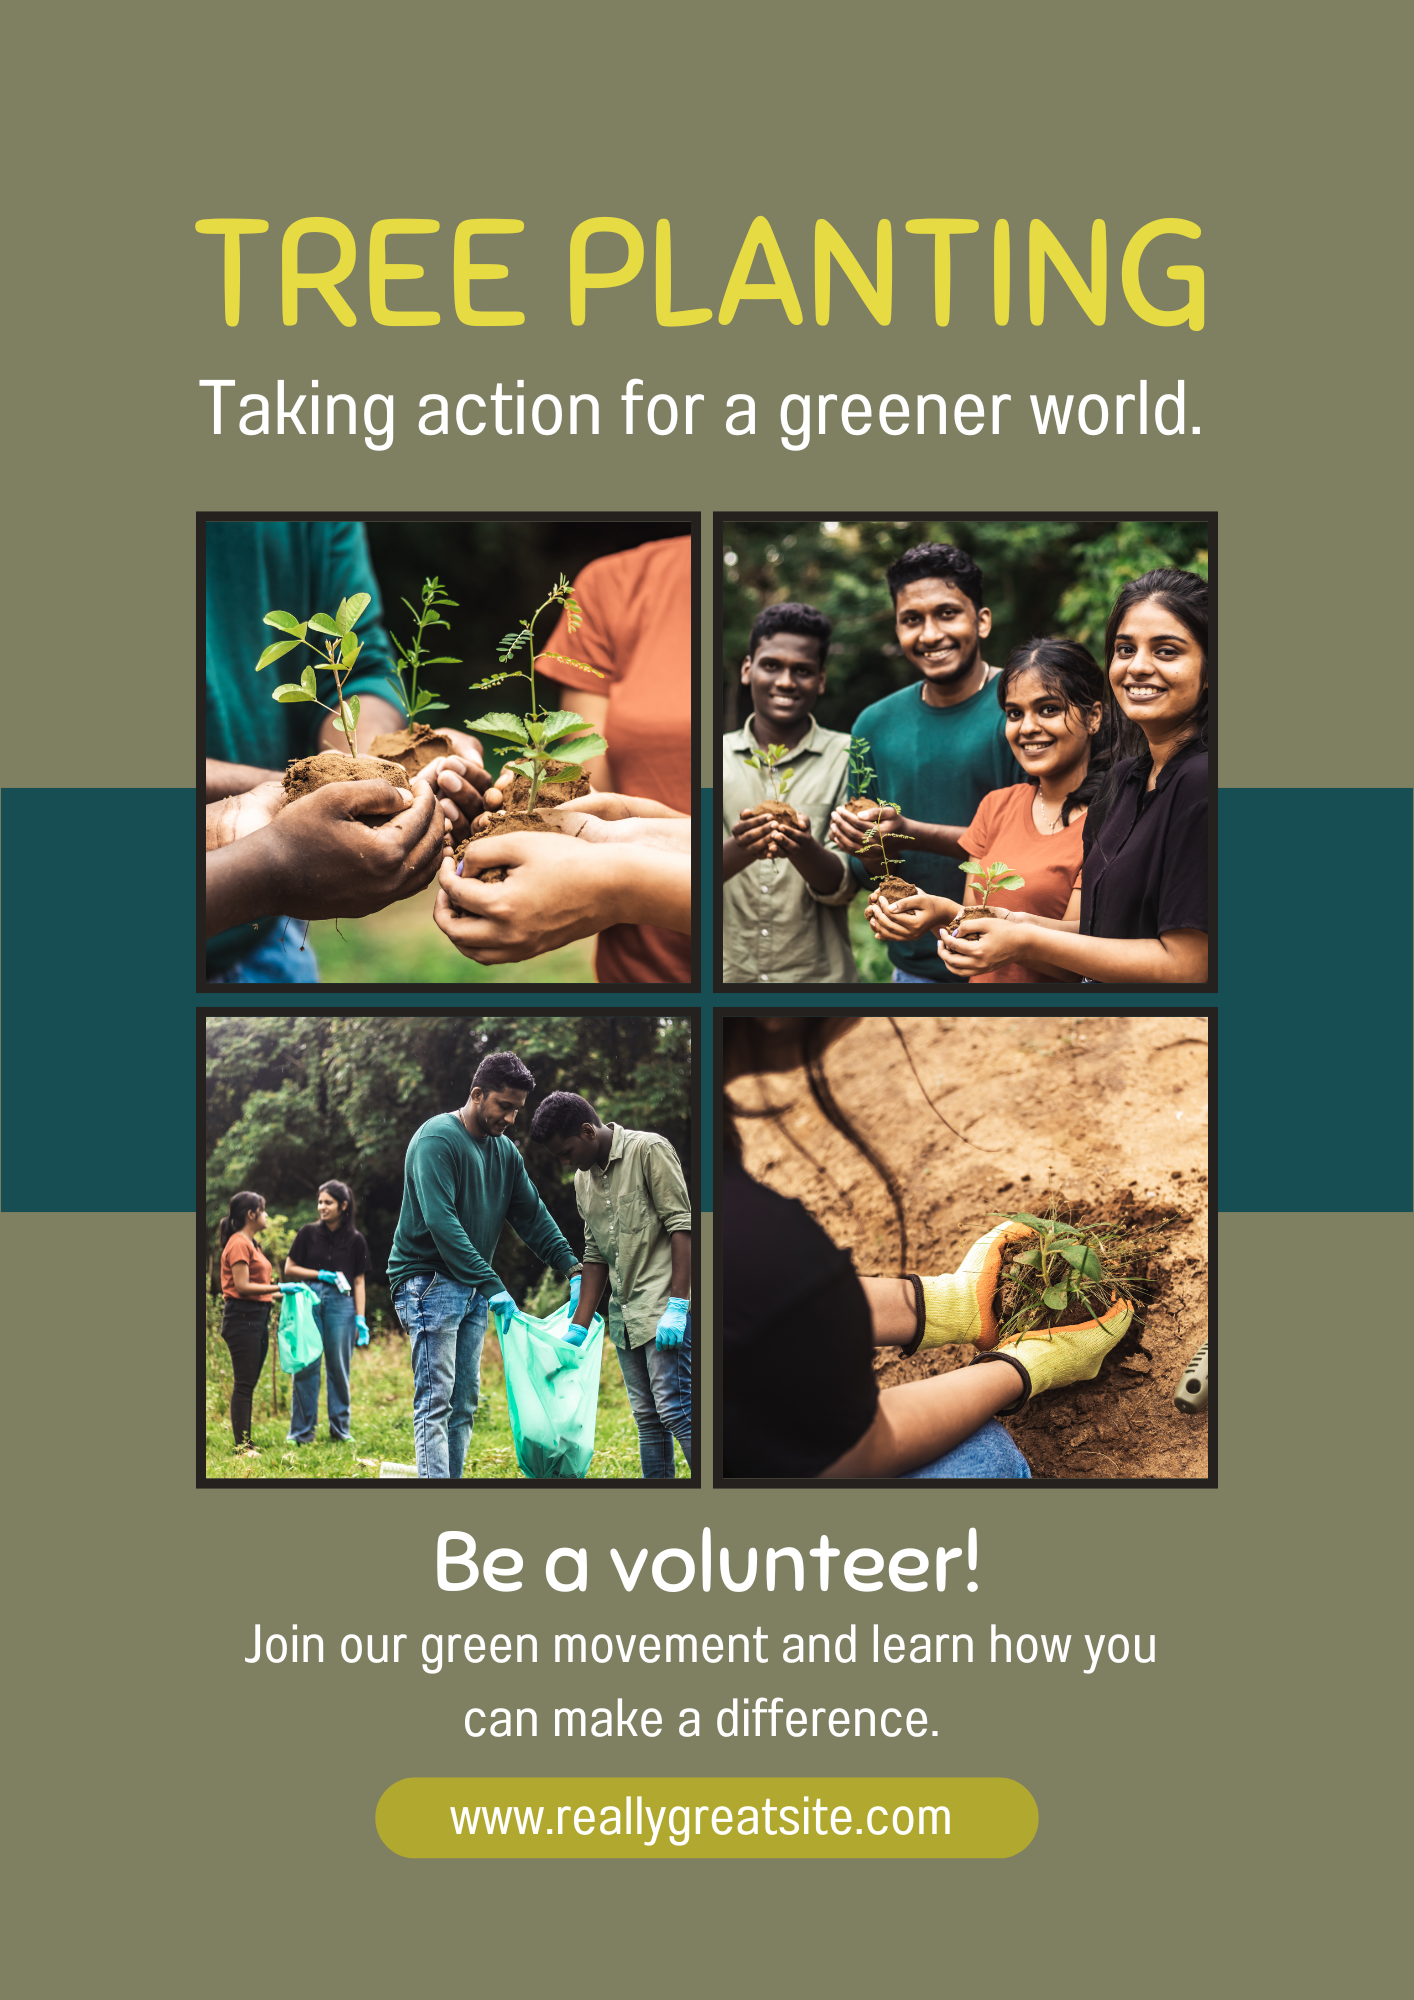 TREE PLANTING
Taking action for a greener world.
Be a volunteer!
Join our green movement and learn how you
can make a difference.
www.reallygreatsite.com